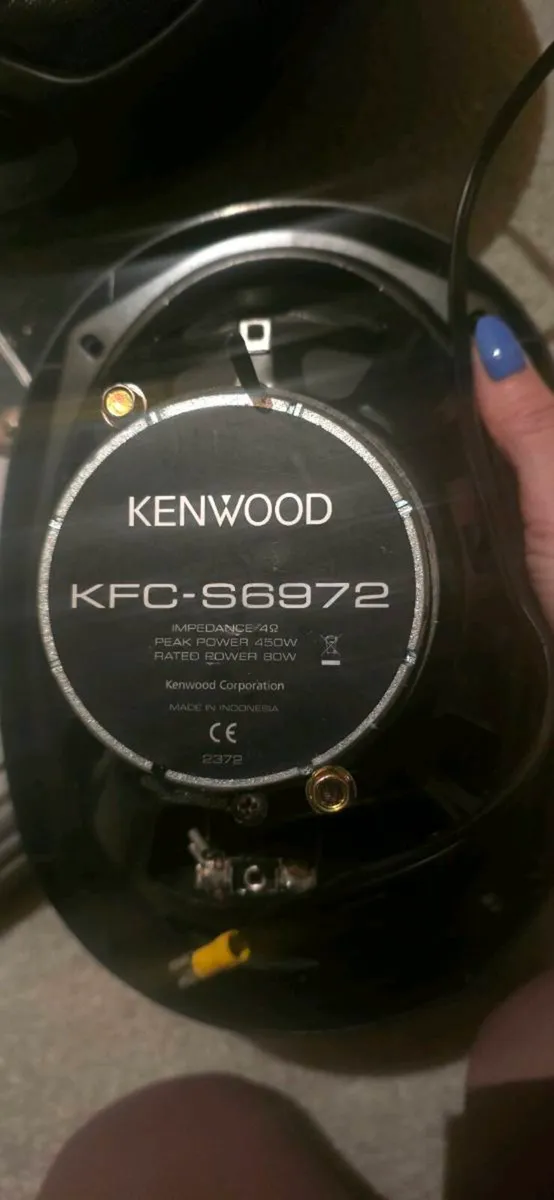 KENWOOD
KFC-S6972
IMPEDANCE 4Ω
PEAK POWER 450W
RATED POWER 80W
Kenwood Corporation
MADE IN INDONESIA
CE
2372